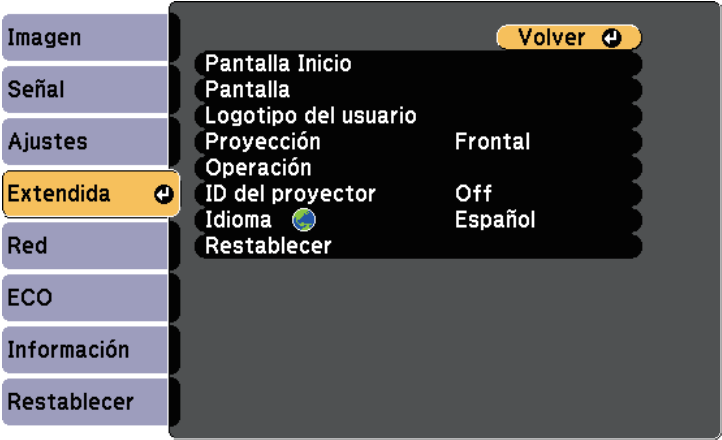 Imagen
Señal
Ajustes
Extendida
Red
ECO
Información
Restablecer
Volver
Pantalla Inicio
Pantalla
Logotipo del usuario
Proyección Frontal
Operación
ID del proyector Off
Idioma Español
Restablecer